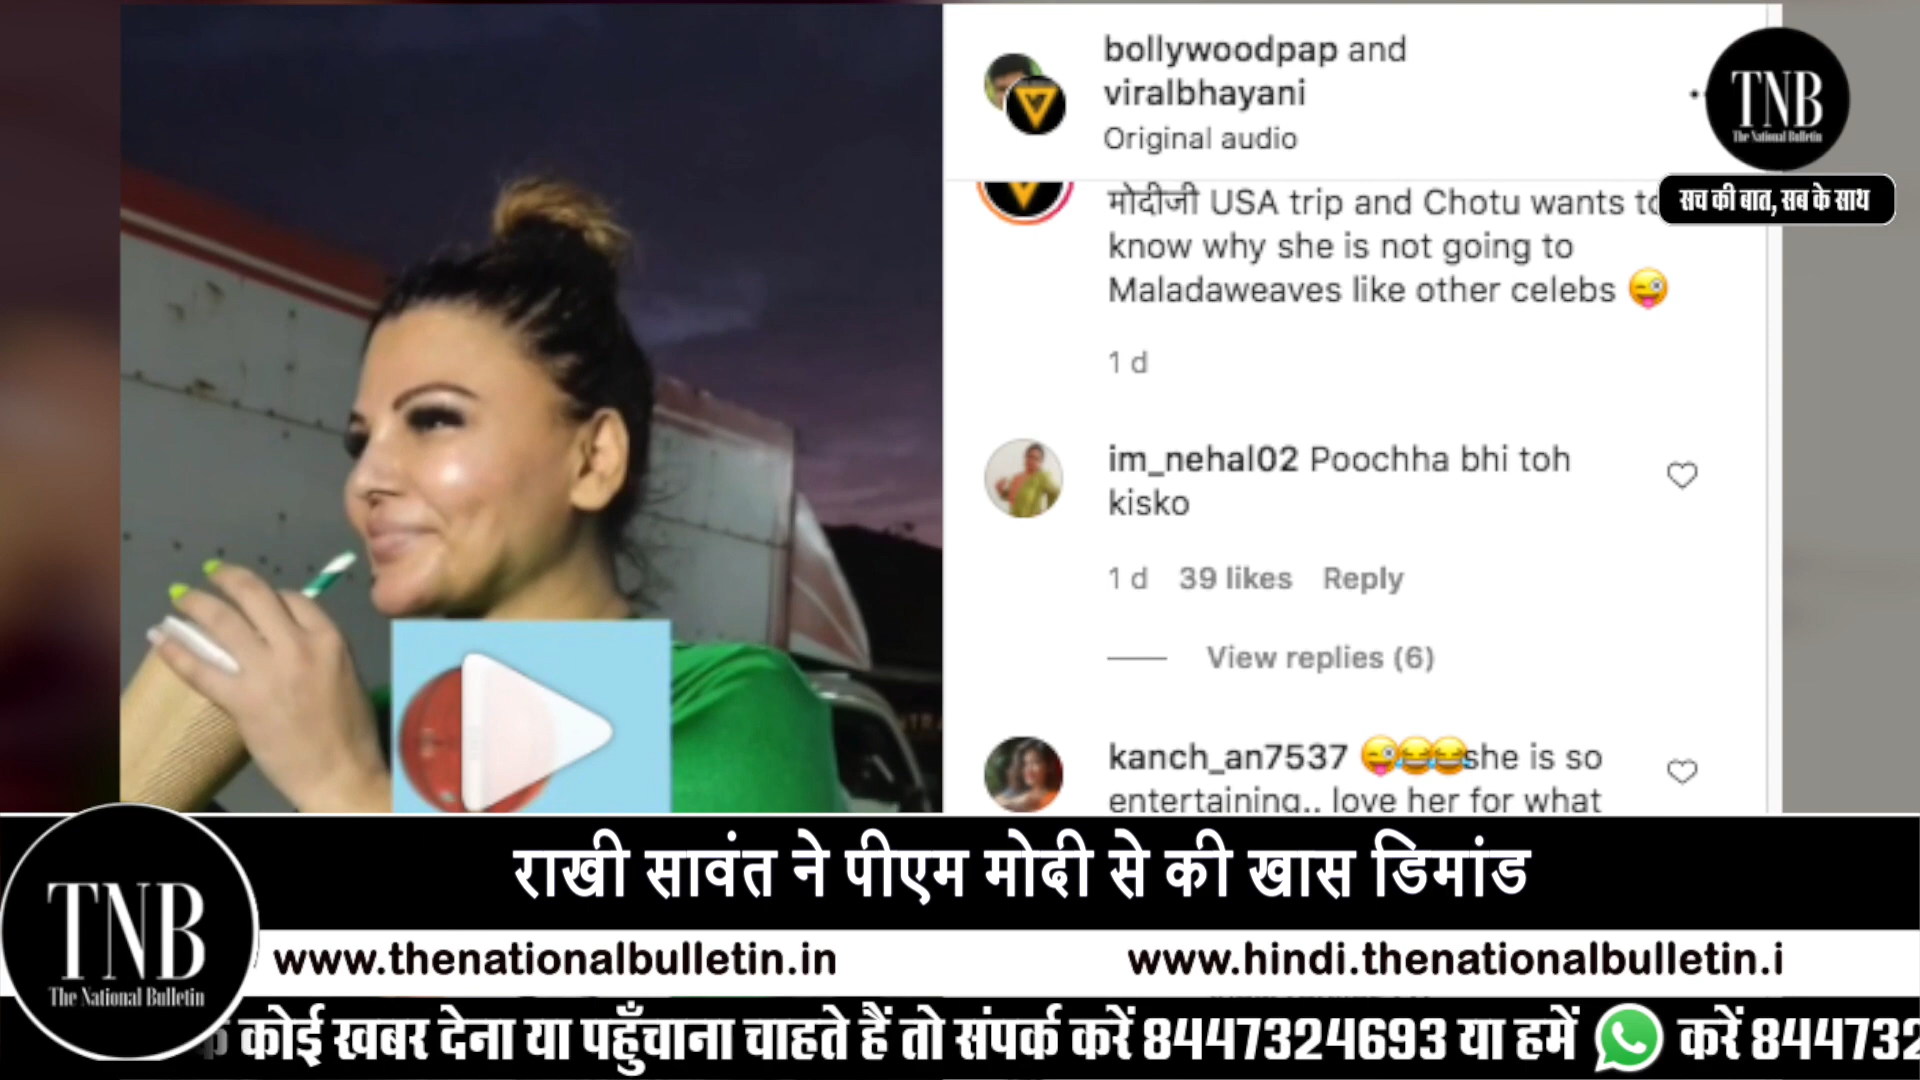 bollywoodpap and
viralbhayani
Original audio
TNB
The National Bulletin
सच की बात, सब के साथ
मोदीजी USA trip and Chotu wants to
know why she is not going to
Maladaweaves like other celebs 😜
1 d
im_nehal02 Poochha bhi toh
kisko
1 d 39 likes Reply
View replies (6)
kanch_an7537 😜😂😂she is so
entertaining.. love her for what
राखी सावंत ने पीएम मोदी से की खास डिमांड
TNB
The National Bulletin
www.thenationalbulletin.in
www.hindi.thenationalbulletin.i
कोई खबर देना या पहुँचाना चाहते हैं तो संपर्क करें 8447324693 या हमें करें 844732